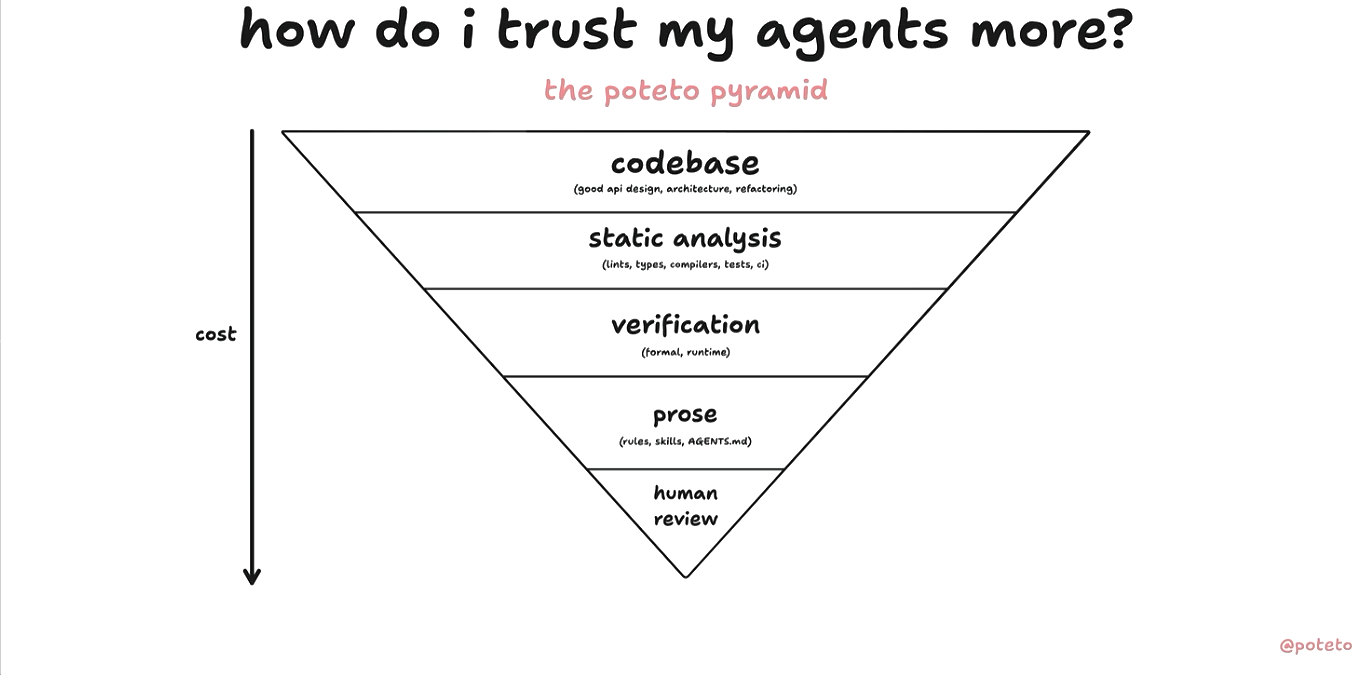 how do i trust my agents more?
the poteto pyramid
codebase
(good api design, architecture, refactoring)
static analysis
(lints, types, compilers, tests, ci)
verification
(formal, runtime)
cost
prose
(rules, skills, AGENTS.md)
human
review
@poteto